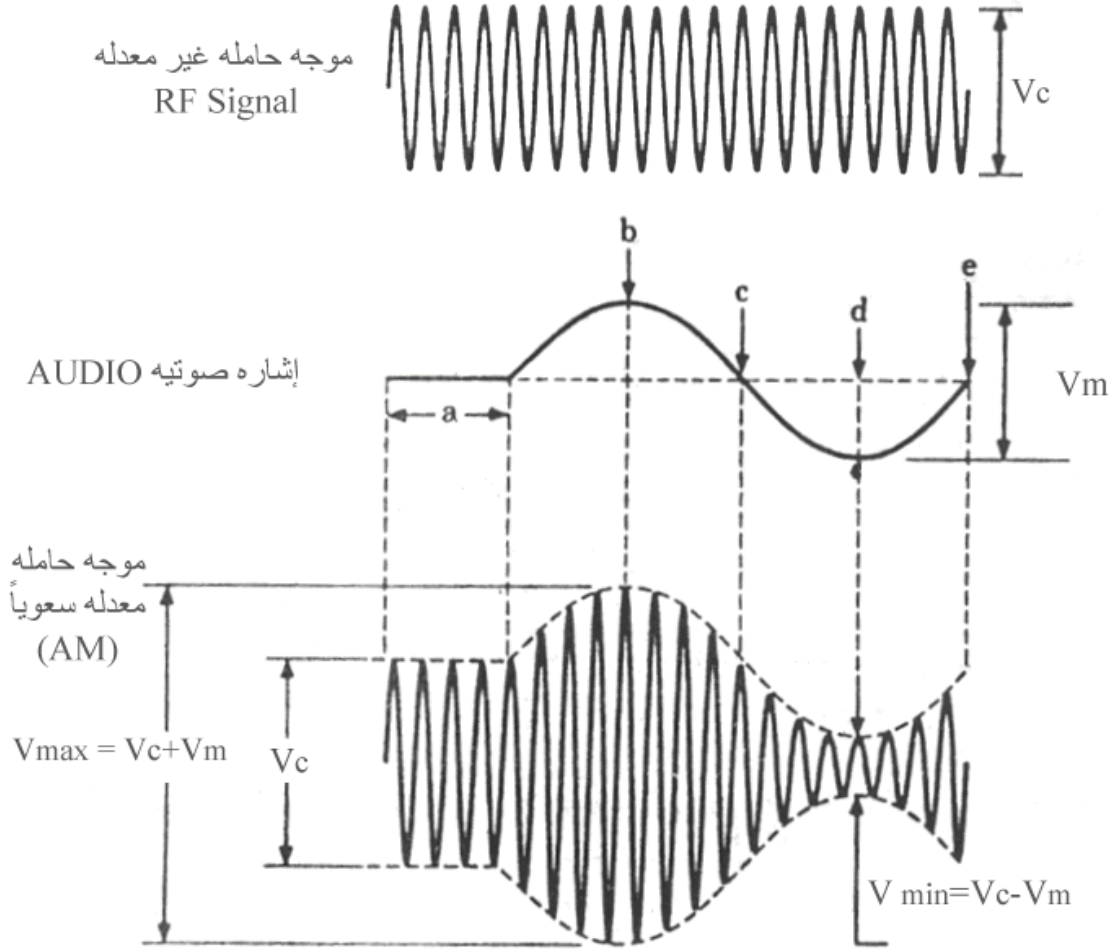 موجه حامله غير معدله
RF Signal
Vc
b
c
d
e
إشاره صوتيه AUDIO
a
Vm
موجه حامله
معدله سعوياً
(AM)
Vmax = Vc+Vm
Vc
V min=Vc-Vm